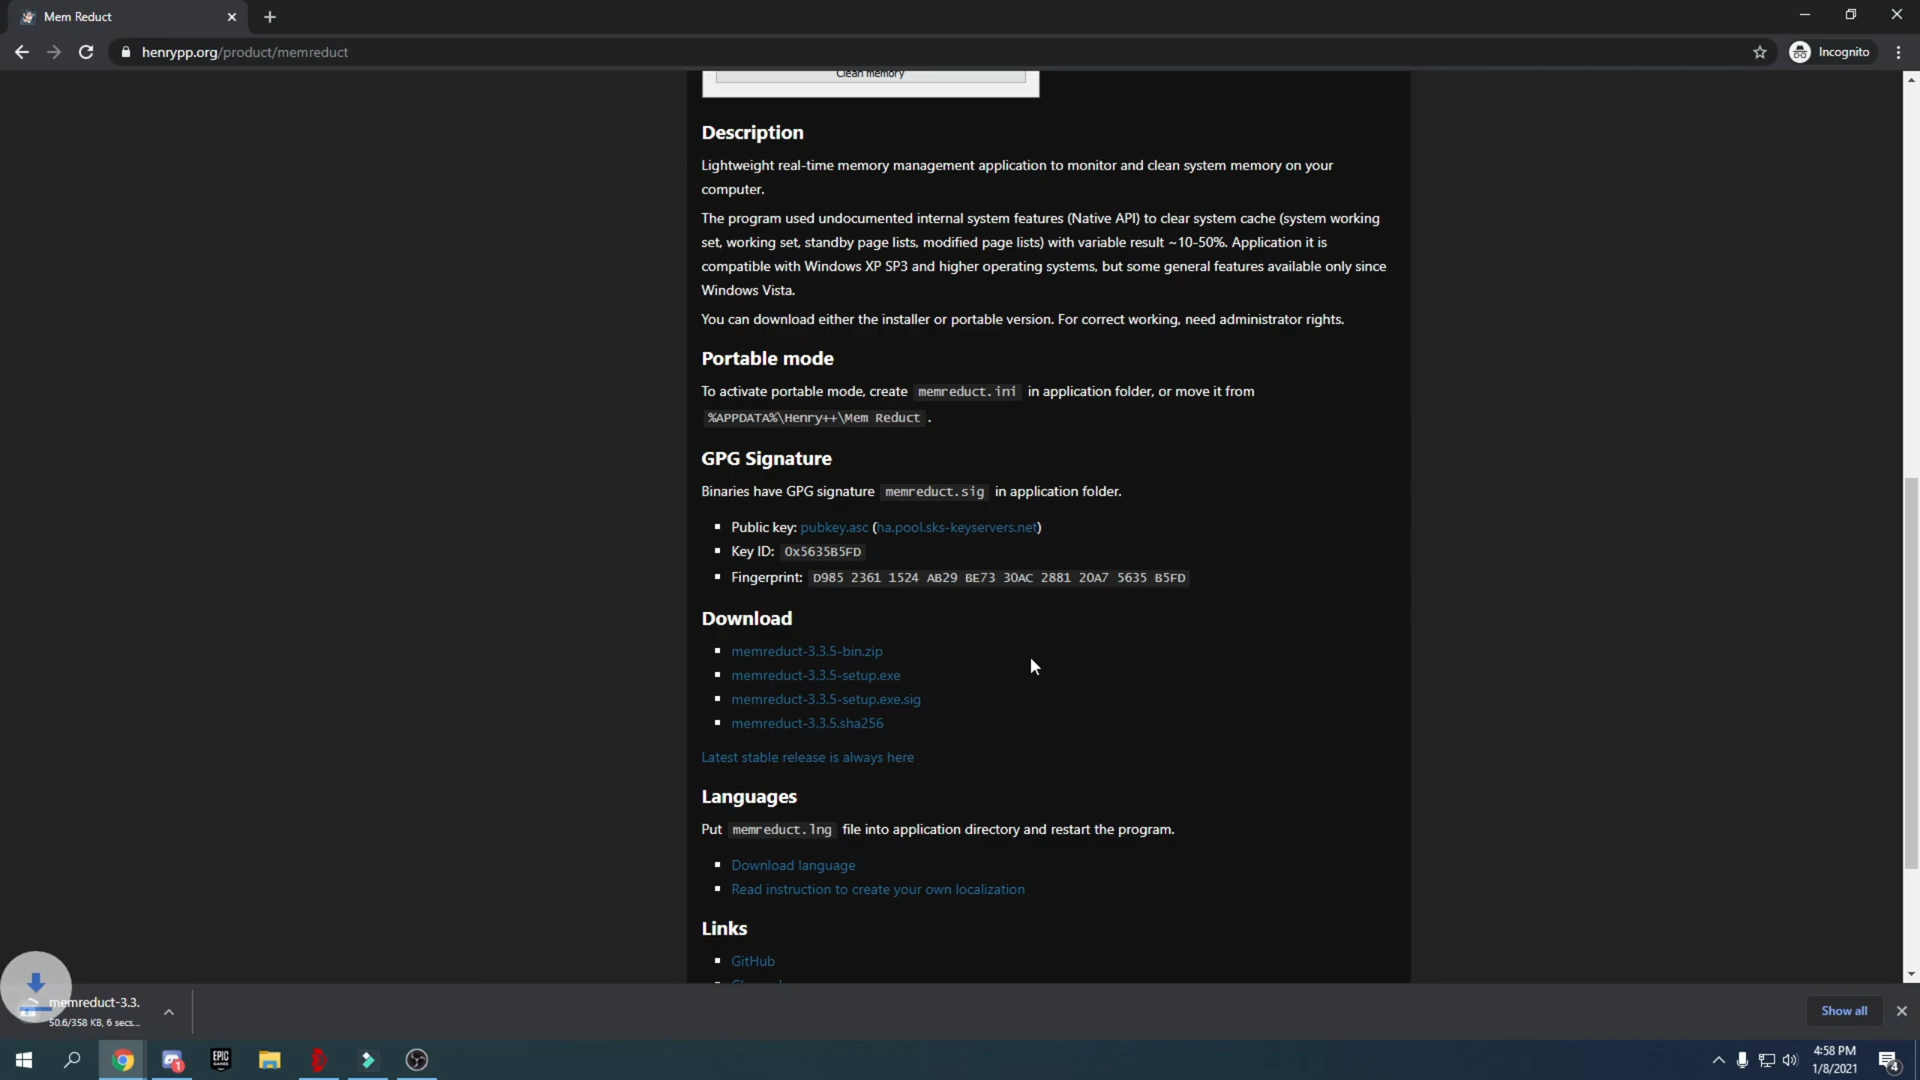 Mem Reduct
henrypp.org/product/memreduct
Incognito
Clean memory
Description
Lightweight real-time memory management application to monitor and clean system memory on your
computer.
The program used undocumented internal system features (Native API) to clear system cache (system working
set, working set, standby page lists, modified page lists) with variable result ~10-50%. Application it is
compatible with Windows XP SP3 and higher operating systems, but some general features available only since
Windows Vista.
You can download either the installer or portable version. For correct working, need administrator rights.
Portable mode
To activate portable mode, create memreduct.ini in application folder, or move it from
%APPDATA%\Henry++\Mem Reduct .
GPG Signature
Binaries have GPG signature memreduct.sig in application folder.
Public key: pubkey.asc (ha.pool.sks-keyservers.net)
Key ID: 0x5635B5FD
Fingerprint: D985 2361 1524 AB29 BE73 30AC 2881 20A7 5635 B5FD
Download
memreduct-3.3.5-bin.zip
memreduct-3.3.5-setup.exe
memreduct-3.3.5-setup.exe.sig
memreduct-3.3.5.sha256
Latest stable release is always here
Languages
Put memreduct.lng file into application directory and restart the program.
Download language
Read instruction to create your own localization
Links
GitHub
memreduct-3.3.
50.6/358 KB, 6 secs...
Show all
EPIC
GAMES
1
4:58 PM
1/8/2021
4